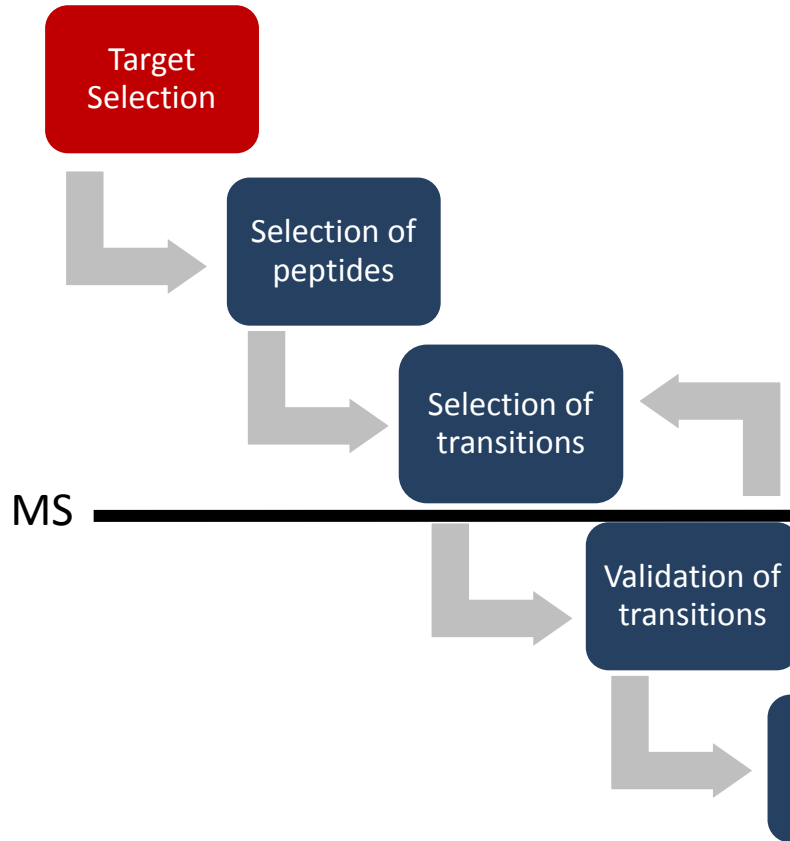 Target
Selection
Selection of
peptides
Selection of
transitions
MS
Validation of
transitions